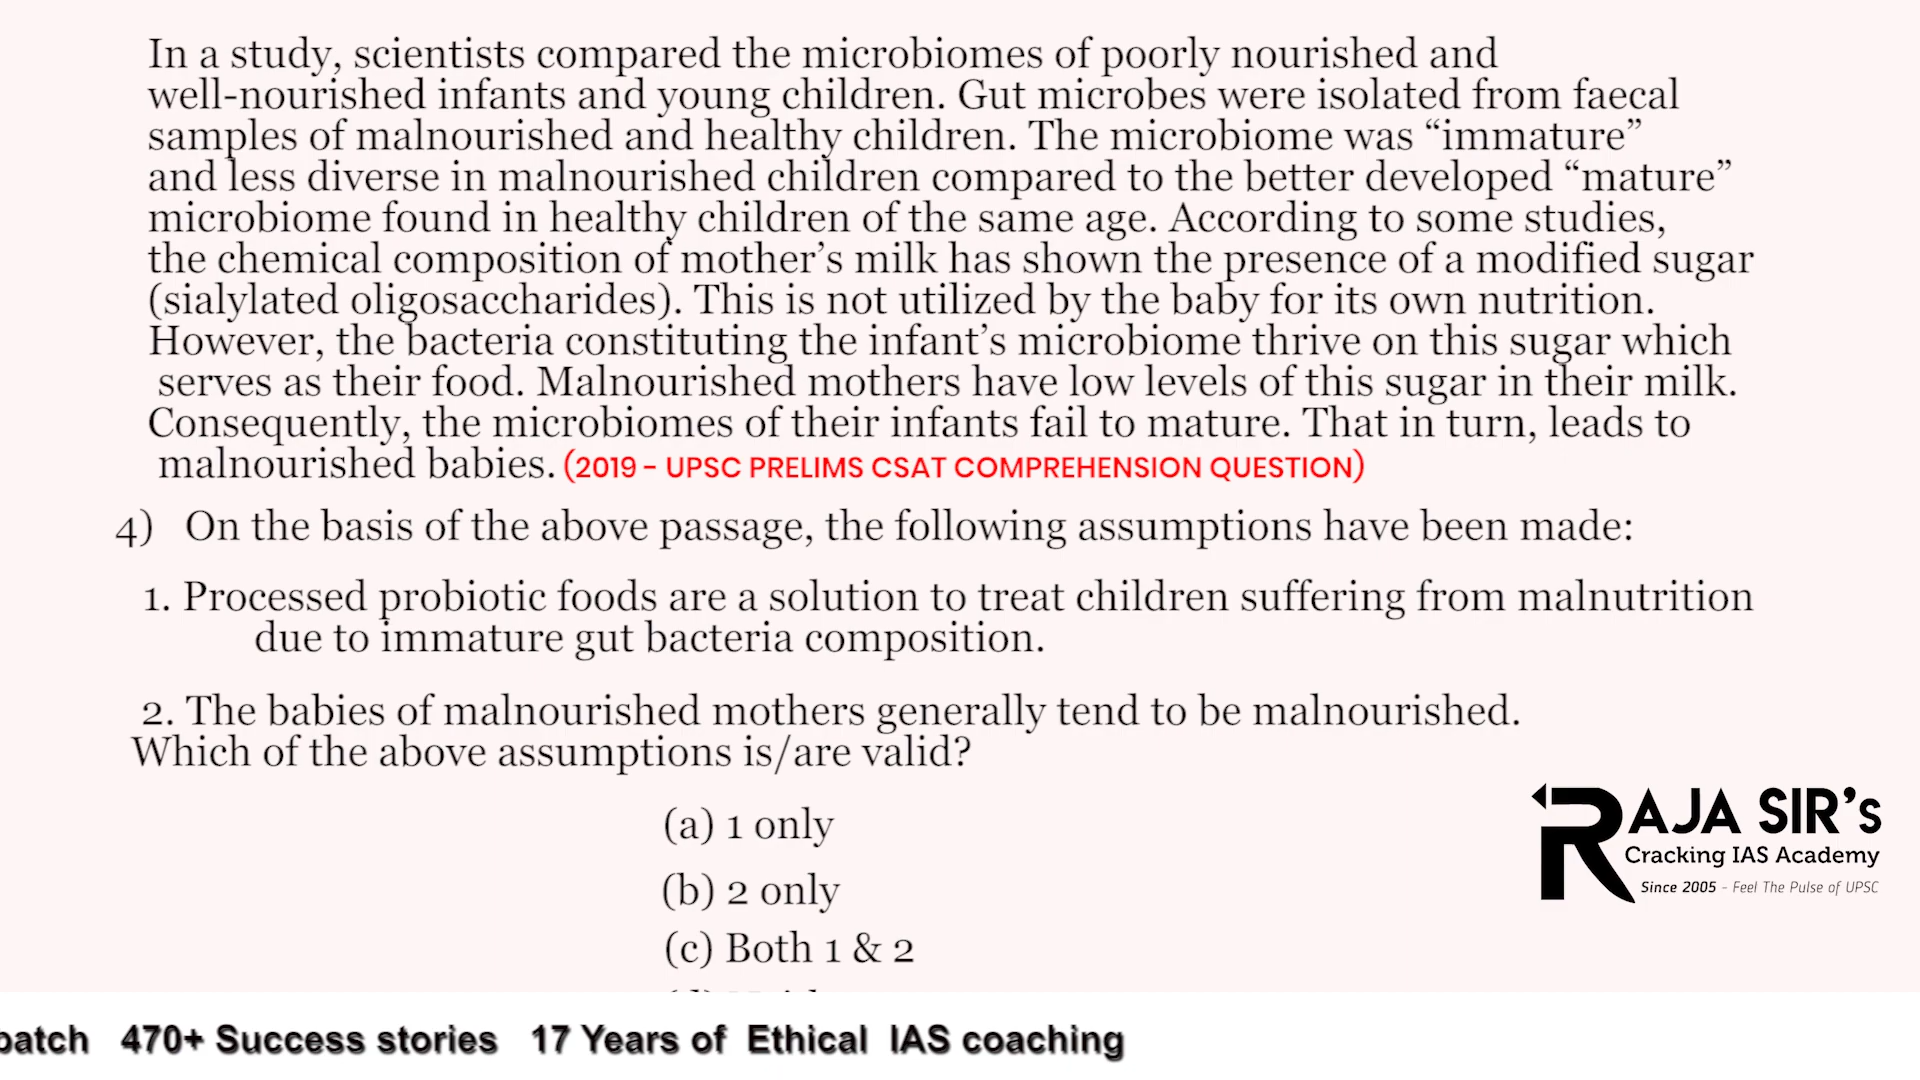 In a study, scientists compared the microbiomes of poorly nourished and
well-nourished infants and young children. Gut microbes were isolated from faecal
samples of malnourished and healthy children. The microbiome was “immature”
and less diverse in malnourished children compared to the better developed “mature”
microbiome found in healthy children of the same age. According to some studies,
the chemical composition of mother’s milk has shown the presence of a modified sugar
(sialylated oligosaccharides). This is not utilized by the baby for its own nutrition.
However, the bacteria constituting the infant’s microbiome thrive on this sugar which
serves as their food. Malnourished mothers have low levels of this sugar in their milk.
Consequently, the microbiomes of their infants fail to mature. That in turn, leads to
malnourished babies. (2019 - UPSC PRELIMS CSAT COMPREHENSION QUESTION)
4) On the basis of the above passage, the following assumptions have been made:
1. Processed probiotic foods are a solution to treat children suffering from malnutrition
due to immature gut bacteria composition.
2. The babies of malnourished mothers generally tend to be malnourished.
Which of the above assumptions is/are valid?
(a) 1 only
(b) 2 only
(c) Both 1 & 2
RAJA SIR’s
Cracking IAS Academy
Since 2005 - Feel The Pulse of UPSC
batch 470+ Success stories 17 Years of Ethical IAS coaching